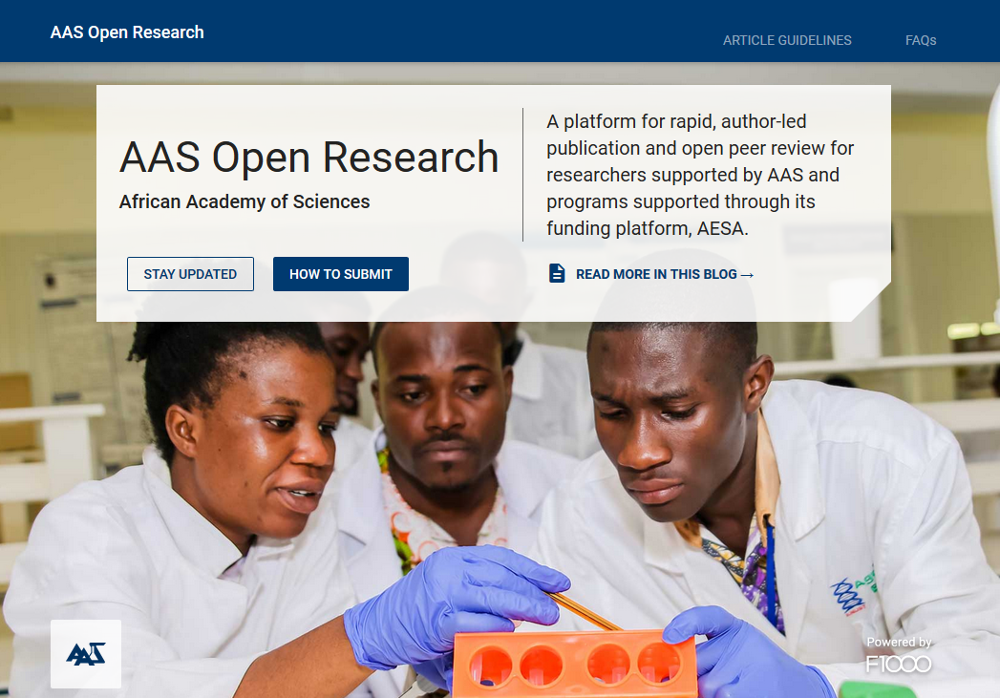 AAS Open Research
ARTICLE GUIDELINES
FAQs
AAS Open Research
African Academy of Sciences
STAY UPDATED
HOW TO SUBMIT
A platform for rapid, author-led
publication and open peer review for
researchers supported by AAS and
programs supported through its
funding platform, AESA.
READ MORE IN THIS BLOG →
AAS
Powered by
F1000